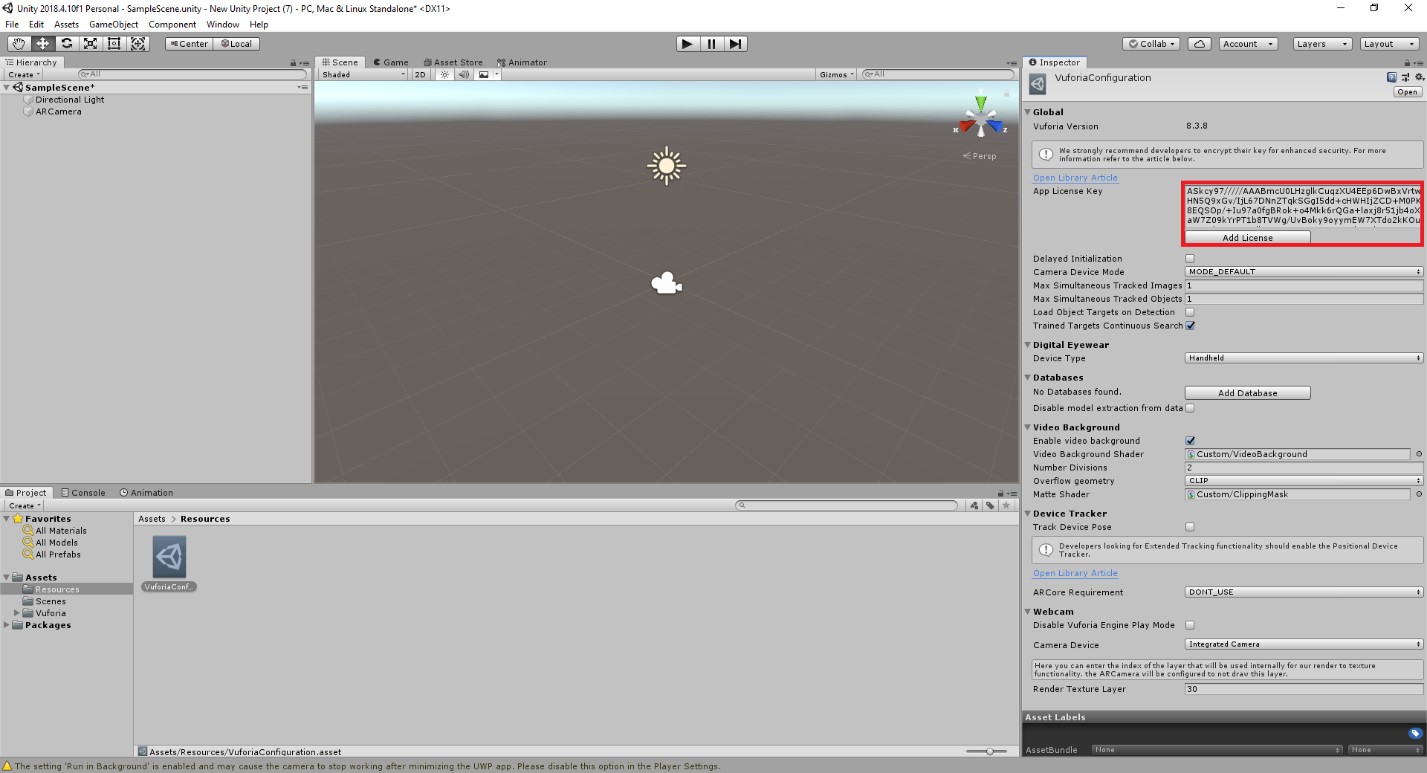 Unity 2018.4.10f1 Personal - SampleScene.unity - New Unity Project (7) - PC, Mac & Linux Standalone* <DX11>
File Edit Assets GameObject Component Window Help
Center Local
Collab Account Layers Layout
Hierarchy
Create All
SampleScene*
Directional Light
ARCamera
Scene Game Asset Store Animator
Shaded 2D Gizmos All
x z
Persp
Inspector
VuforiaConfiguration
Open
Global
Vuforia Version 8.3.8
We strongly recommend developers to encrypt their key for enhanced security. For more
information refer to the article below.
Open Library Article
App License Key
Add License
Delayed Initialization
Camera Device Mode MODE_DEFAULT
Max Simultaneous Tracked Images 1
Max Simultaneous Tracked Objects 1
Load Object Targets on Detection
Trained Targets Continuous Search
Digital Eyewear
Device Type Handheld
Databases
No Databases found. Add Database
Disable model extraction from data
Video Background
Enable video background
Video Background Shader Custom/VideoBackground
Number Divisions 2
Overflow geometry CLIP
Matte Shader Custom/ClippingMask
Device Tracker
Track Device Pose
Developers looking for Extended Tracking functionality should enable the Positional Device
Tracker.
Open Library Article
ARCore Requirement DONT_USE
Webcam
Disable Vuforia Engine Play Mode
Camera Device Integrated Camera
Here you can enter the index of the layer that will be used internally for our render to texture
functionality. the ARCamera will be configured to not draw this layer.
Render Texture Layer 30
Asset Labels
AssetBundle None None
Project Console Animation
Create
Favorites
All Materials
All Models
All Prefabs
Assets
Resources
Scenes
Vuforia
Packages
Assets > Resources
VuforiaConf...
Assets/Resources/VuforiaConfiguration.asset
The setting 'Run in Background' is enabled and may cause the camera to stop working after minimizing the UWP app. Please disable this option in the Player Settings.